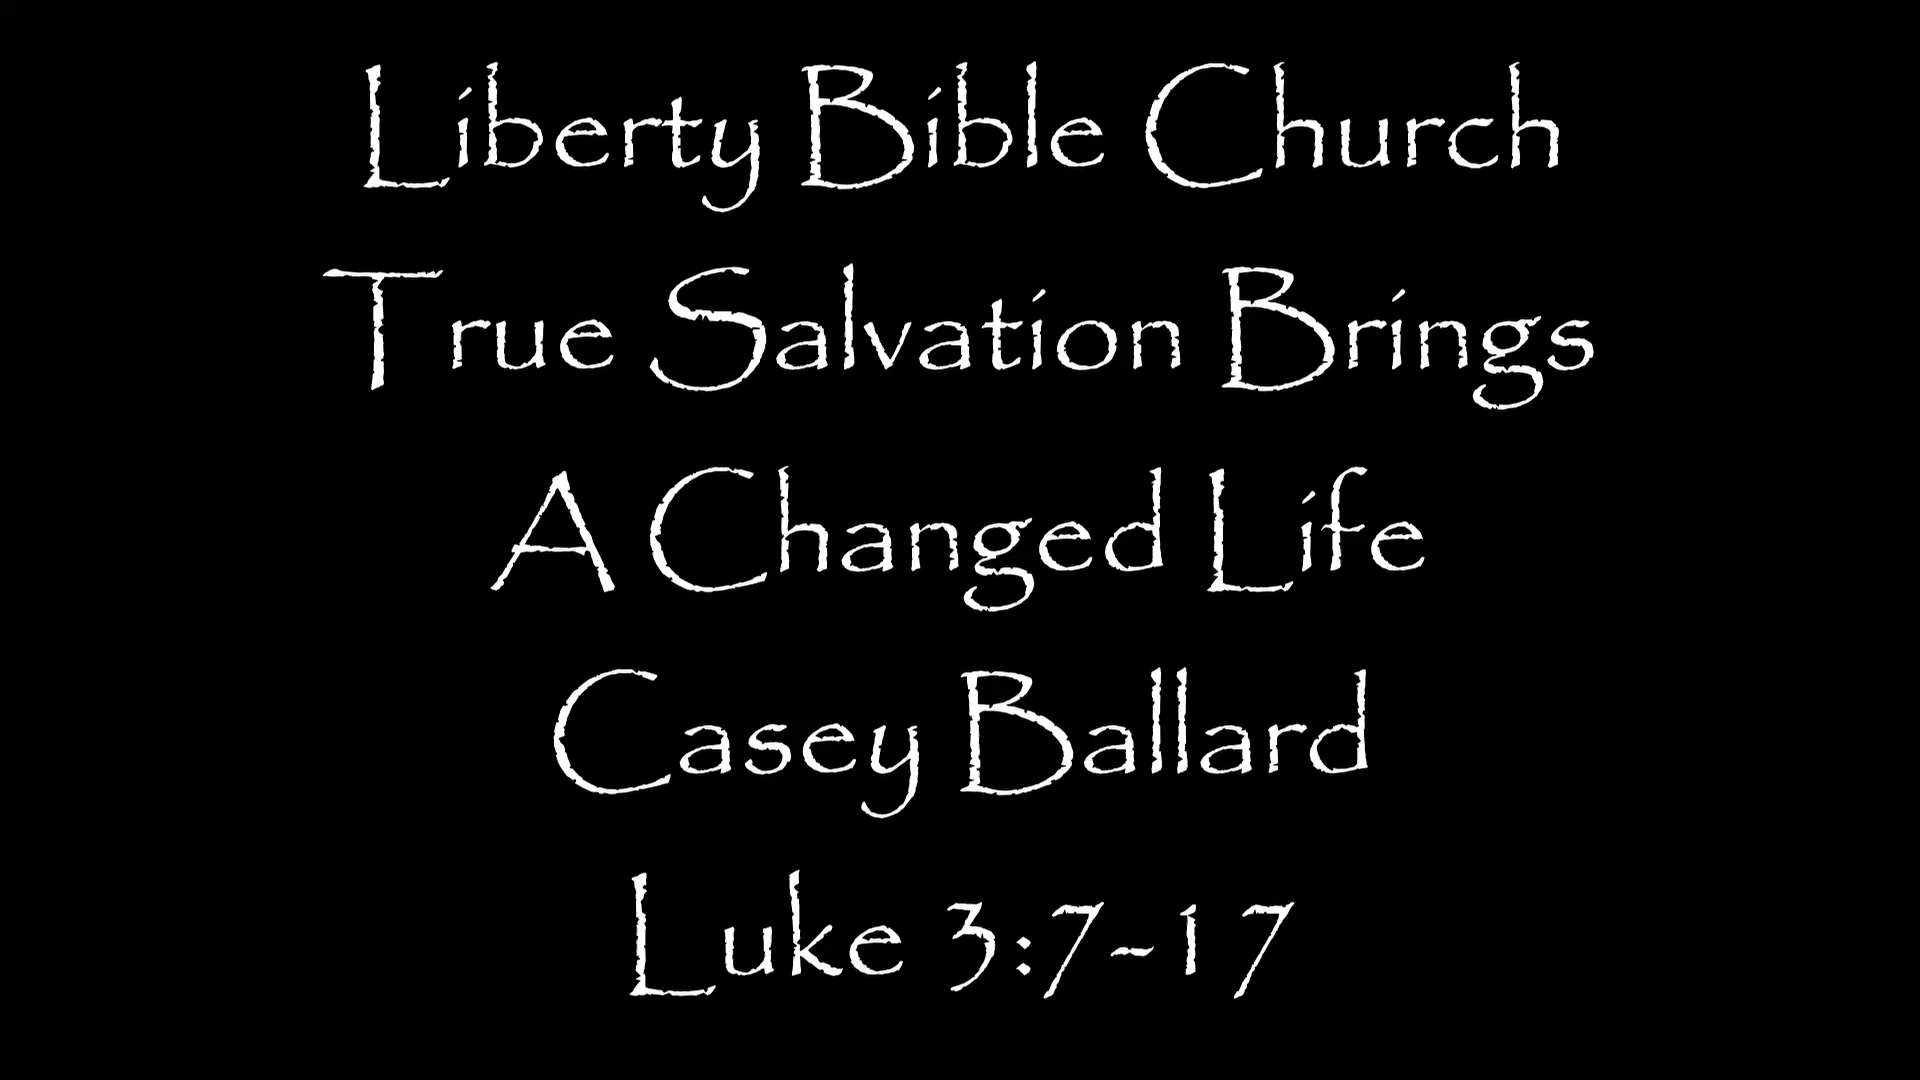 Liberty Bible Church
True Salvation Brings
A Changed Life
Casey Ballard
Luke 3:7-17